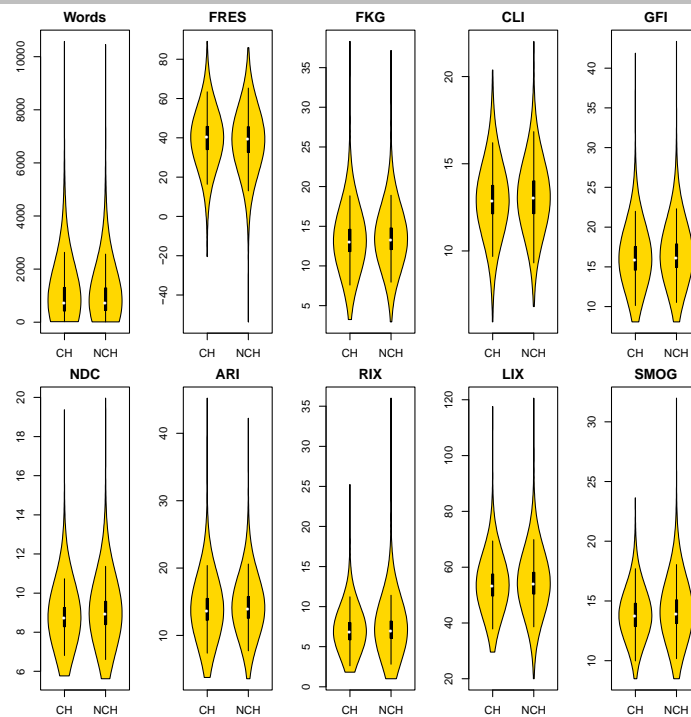 Words FRES FKG CLI GFI
0 2000 4000 6000 8000 10000
−40 −20 0 20 40 60 80
5 10 15 20 25 30 35
10 15 20
10 15 20 25 30 35 40
CH NCH CH NCH CH NCH CH NCH CH NCH
NDC ARI RIX LIX SMOG
6 8 10 12 14 16 18 20
10 20 30 40
0 5 10 15 20 25 30 35
20 40 60 80 100 120
10 15 20 25 30
CH NCH CH NCH CH NCH CH NCH CH NCH